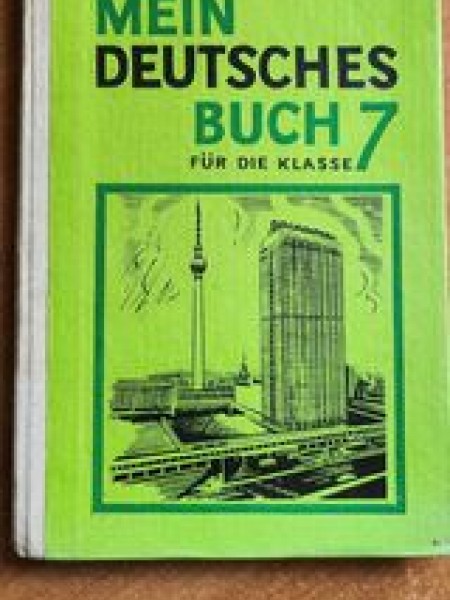 MEIN
DEUTSCHES
BUCH 7
FÜR DIE KLASSE